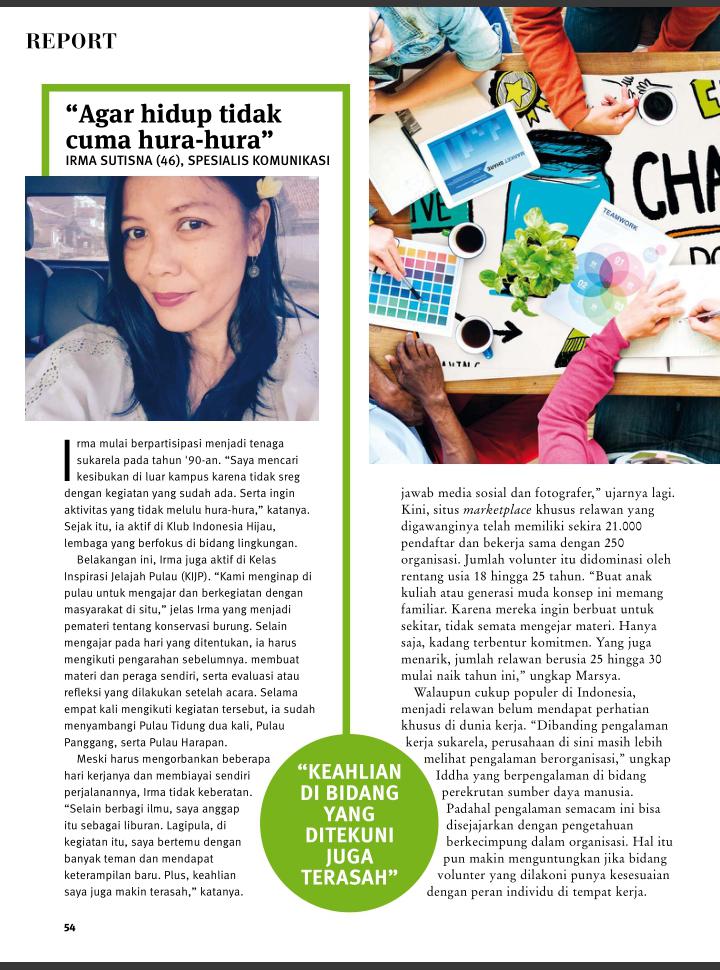 REPORT
“Agar hidup tidak
cuma hura-hura”
IRMA SUTISNA (46), SPESIALIS KOMUNIKASI
Irma mulai berpartisipasi menjadi tenaga
sukarela pada tahun '90-an. “Saya mencari
kesibukan di luar kampus karena tidak sreg
dengan kegiatan yang sudah ada. Serta ingin
aktivitas yang tidak melulu hura-hura,” katanya.
Sejak itu, ia aktif di Klub Indonesia Hijau,
lembaga yang berfokus di bidang lingkungan.
Belakangan ini, Irma juga aktif di Kelas
Inspirasi Jelajah Pulau (KIJP). “Kami menginap di
pulau untuk mengajar dan berkegiatan dengan
masyarakat di situ,” jelas Irma yang menjadi
pemateri tentang konservasi burung. Selain
mengajar pada hari yang ditentukan, ia harus
mengikuti pengarahan sebelumnya. membuat
materi dan peraga sendiri, serta evaluasi atau
refleksi yang dilakukan setelah acara. Selama
empat kali mengikuti kegiatan tersebut, ia sudah
menyambangi Pulau Tidung dua kali, Pulau
Panggang, serta Pulau Harapan.
Meski harus mengorbankan beberapa
hari kerjanya dan membiayai sendiri
perjalanannya, Irma tidak keberatan.
“Selain berbagi ilmu, saya anggap
itu sebagai liburan. Lagipula, di
kegiatan itu, saya bertemu dengan
banyak teman dan mendapat
keterampilan baru. Plus, keahlian
saya juga makin terasah,” katanya.
“KEAHLIAN
DI BIDANG
YANG
DITEKUNI
JUGA
TERASAH”
MARKET SHARE
TEAMWORK
01
02
03
CHA
jawab media sosial dan fotografer,” ujarnya lagi.
Kini, situs marketplace khusus relawan yang
digawanginya telah memiliki sekira 21.000
pendaftar dan bekerja sama dengan 250
organisasi. Jumlah volunter itu didominasi oleh
rentang usia 18 hingga 25 tahun. “Buat anak
kuliah atau generasi muda konsep ini memang
familiar. Karena mereka ingin berbuat untuk
sekitar, tidak semata mengejar materi. Hanya
saja, kadang terbentur komitmen. Yang juga
menarik, jumlah relawan berusia 25 hingga 30
mulai naik tahun ini,” ungkap Marsya.
Walaupun cukup populer di Indonesia,
menjadi relawan belum mendapat perhatian
khusus di dunia kerja. “Dibanding pengalaman
kerja sukarela, perusahaan di sini masih lebih
melihat pengalaman berorganisasi,” ungkap
Iddha yang berpengalaman di bidang
perekrutan sumber daya manusia.
Padahal pengalaman semacam ini bisa
disejajarkan dengan pengetahuan
berkecimpung dalam organisasi. Hal itu
pun makin menguntungkan jika bidang
volunter yang dilakoni punya kesesuaian
dengan peran individu di tempat kerja.
54